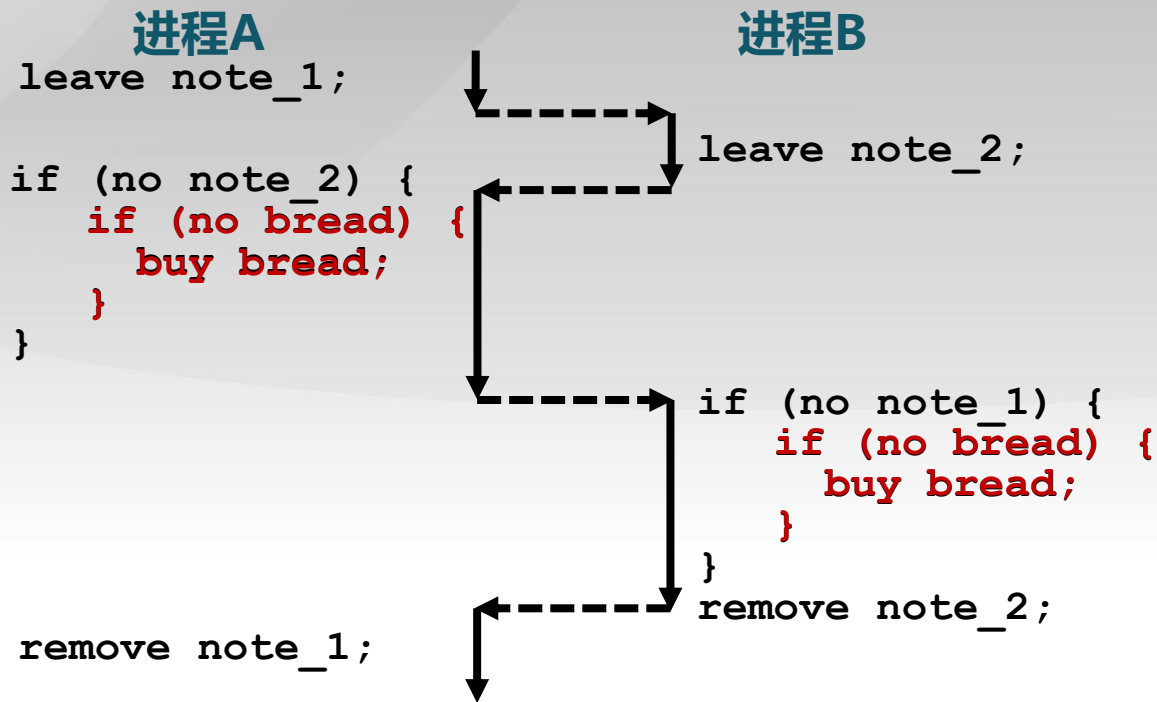 进程A
进程B
leave note_1;
leave note_2;
if (no note_2) {
if (no bread) {
buy bread;
}
}
if (no note_1) {
if (no bread) {
buy bread;
}
}
remove note_2;
remove note_1;